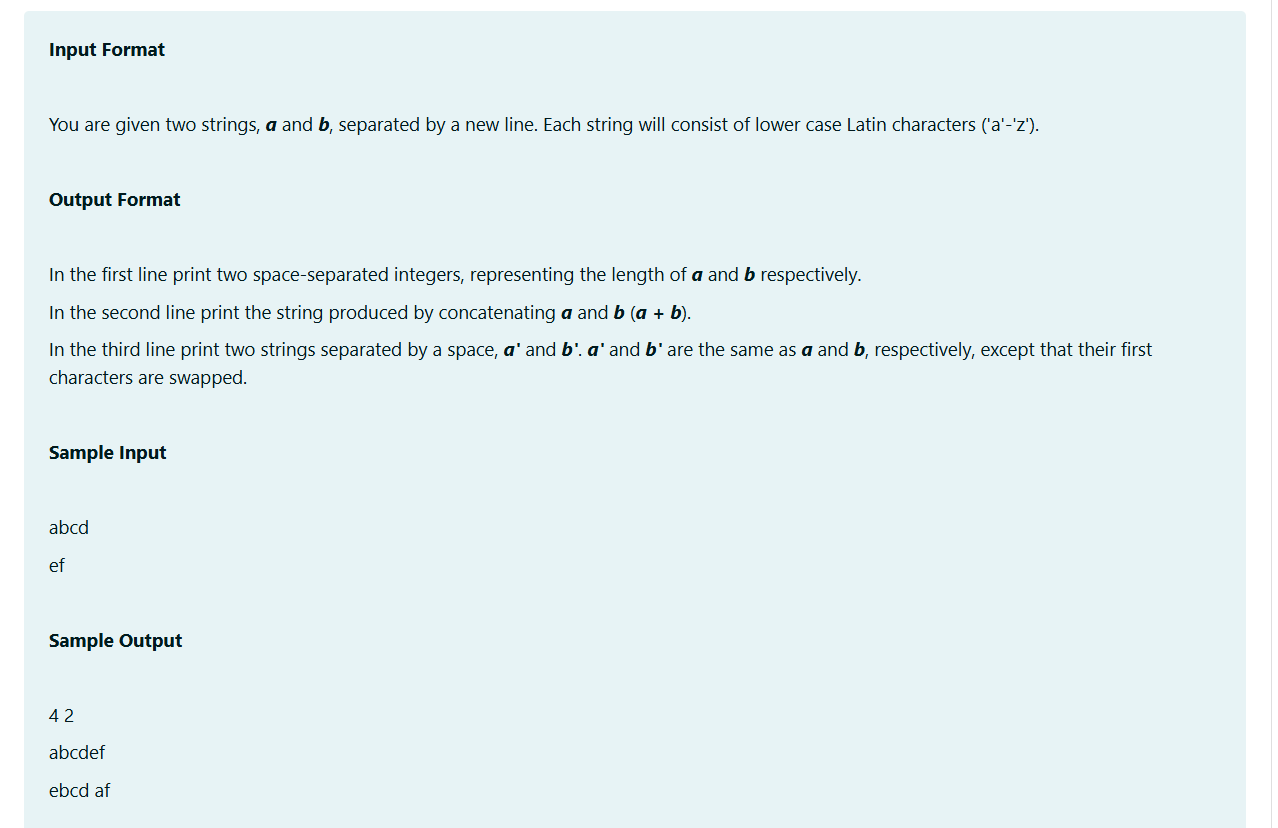 Input Format
You are given two strings, a and b, separated by a new line. Each string will consist of lower case Latin characters ('a'-'z').
Output Format
In the first line print two space-separated integers, representing the length of a and b respectively.
In the second line print the string produced by concatenating a and b (a + b).
In the third line print two strings separated by a space, a' and b'. a' and b' are the same as a and b, respectively, except that their first
characters are swapped.
Sample Input
abcd
ef
Sample Output
4 2
abcdef
ebcd af